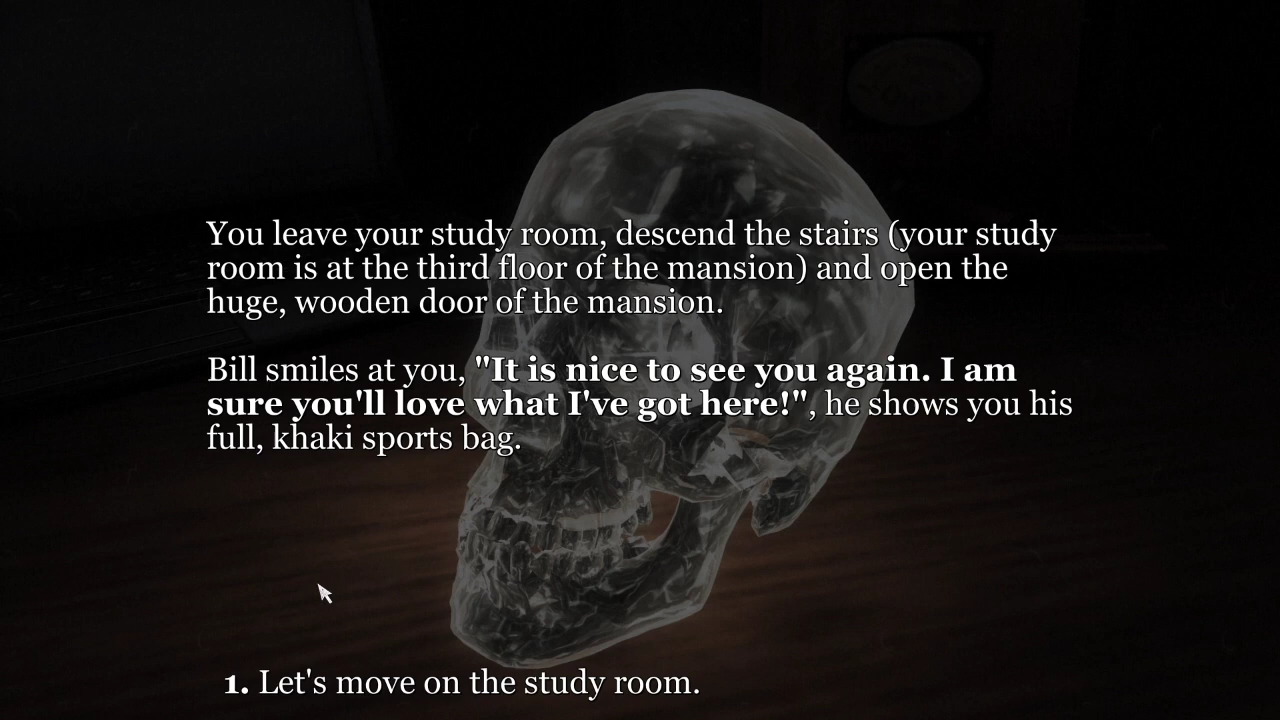 You leave your study room, descend the stairs (your study
room is at the third floor of the mansion) and open the
huge, wooden door of the mansion.
Bill smiles at you, "It is nice to see you again. I am
sure you'll love what I've got here!", he shows you his
full, khaki sports bag.
1. Let's move on the study room.